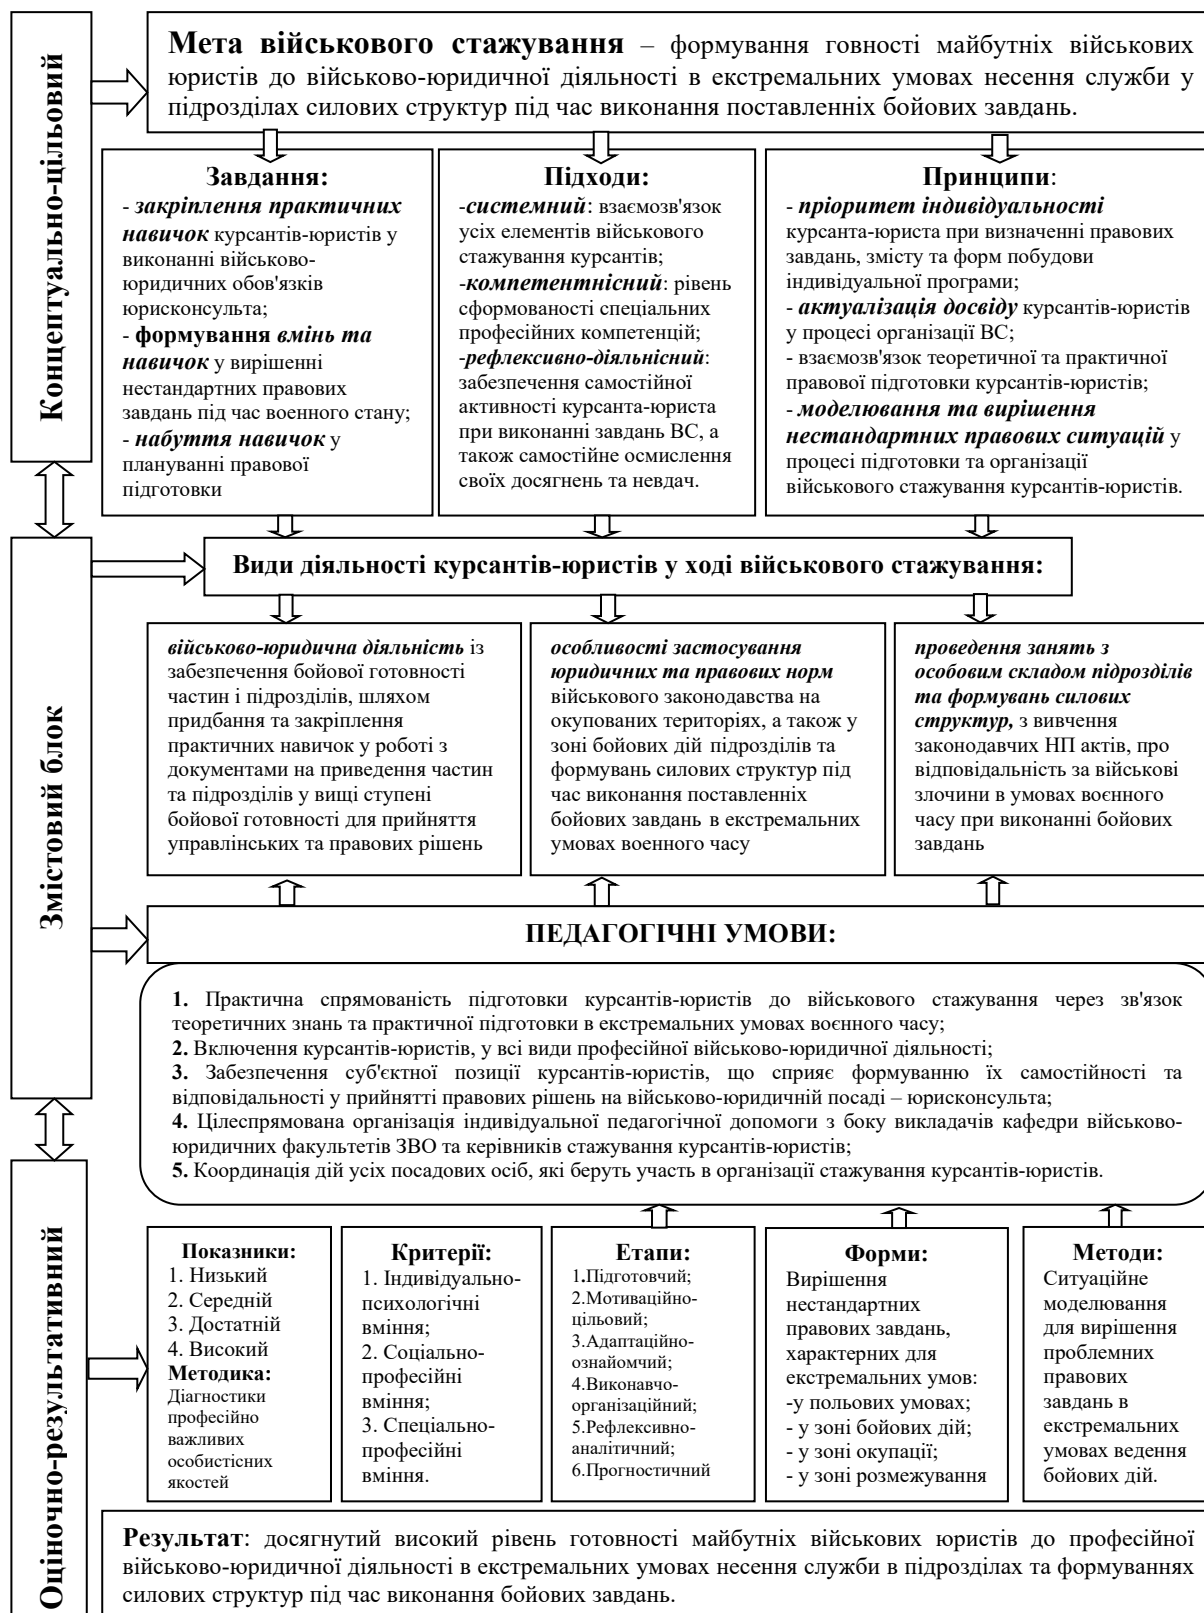 Концептуально-цільовий
Мета військового стажування – формування говності майбутніх військових
юристів до військово-юридичної діяльності в екстремальних умовах несення служби у
підрозділах силових структур під час виконання поставленніх бойових завдань.
Завдання:
- закріплення практичних
навичок курсантів-юристів у
виконанні військово-
юридичних обов'язків
юрисконсульта;
- формування вмінь та
навичок у вирішенні
нестандартних правових
завдань під час военного стану;
- набуття навичок у
плануванні правової
підготовки
Підходи:
-системний: взаємозв'язок
усіх елементів військового
стажування курсантів;
-компетентнісний: рівень
сформованості спеціальних
професійних компетенцій;
-рефлексивно-діяльнісний:
забезпечення самостійної
активності курсанта-юриста
при виконанні завдань ВС, а
також самостійне осмислення
своїх досягнень та невдач.
Принципи:
- пріоритет індивідуальності
курсанта-юриста при визначенні правових
завдань, змісту та форм побудови
індивідуальної програми;
- актуалізація досвіду курсантів-юристів
у процесі організації ВС;
- взаємозв'язок теоретичної та практичної
правової підготовки курсантів-юристів;
- моделювання та вирішення
нестандартних правових ситуацій у
процесі підготовки та організації
військового стажування курсантів-юристів.
Змістовий блок
Види діяльності курсантів-юристів у ході військового стажування:
військово-юридична діяльність із
забезпечення бойової готовності
частин і підрозділів, шляхом
придбання та закріплення
практичних навичок у роботі з
документами на приведення частин
та підрозділів у вищі ступені
бойової готовності для прийняття
управлінських та правових рішень
особливості застосування
юридичних та правових норм
військового законодавства на
окупованих територіях, а також у
зоні бойових дій підрозділів та
формувань силових структур під
час виконання поставленніх
бойових завдань в екстремальних
умовах военного часу
проведення занять з
особовим складом підрозділів
та формувань силових
структур, з вивчення
законодавчих НП актів, про
відповідальність за військові
злочини в умовах воєнного
часу при виконанні бойових
завдань
ПЕДАГОГІЧНІ УМОВИ:
1. Практична спрямованість підготовки курсантів-юристів до військового стажування через зв'язок
теоретичних знань та практичної підготовки в екстремальних умовах воєнного часу;
2. Включення курсантів-юристів, у всі види професійної військово-юридичної діяльності;
3. Забезпечення суб'єктної позиції курсантів-юристів, що сприяє формуванню їх самостійності та
відповідальності у прийнятті правових рішень на військово-юридичній посаді – юрисконсульта;
4. Цілеспрямована організація індивідуальної педагогічної допомоги з боку викладачів кафедри військово-
юридичних факультетів ЗВО та керівників стажування курсантів-юристів;
5. Координація дій усіх посадових осіб, які беруть участь в організації стажування курсантів-юристів.
Оціночно-результативний
Показники:
1. Низький
2. Середній
3. Достатній
4. Високий
Методика:
Діагностики
професійно
важливих
особистісних
якостей
Критерії:
1. Індивідуально-
психологічні
вміння;
2. Соціально-
професійні
вміння;
3. Спеціально-
професійні
вміння.
Етапи:
1.Підготовчий;
2.Мотиваційно-
цільовий;
3.Адаптаційно-
ознайомчий;
4.Виконавчо-
організаційний;
5.Рефлексивно-
аналітичний;
6.Прогностичний
Форми:
Вирішення
нестандартних
правових завдань,
характерних для
екстремальних умов:
-у польових умовах;
- у зоні бойових дій;
- у зоні окупації;
- у зоні розмежування
Методи:
Ситуаційне
моделювання
для вирішення
проблемних
правових
завдань в
екстремальних
умовах ведення
бойових дій.
Результат: досягнутий високий рівень готовності майбутніх військових юристів до професійної
військово-юридичної діяльності в екстремальних умовах несення служби в підрозділах та формуваннях
силових структур під час виконання бойових завдань.